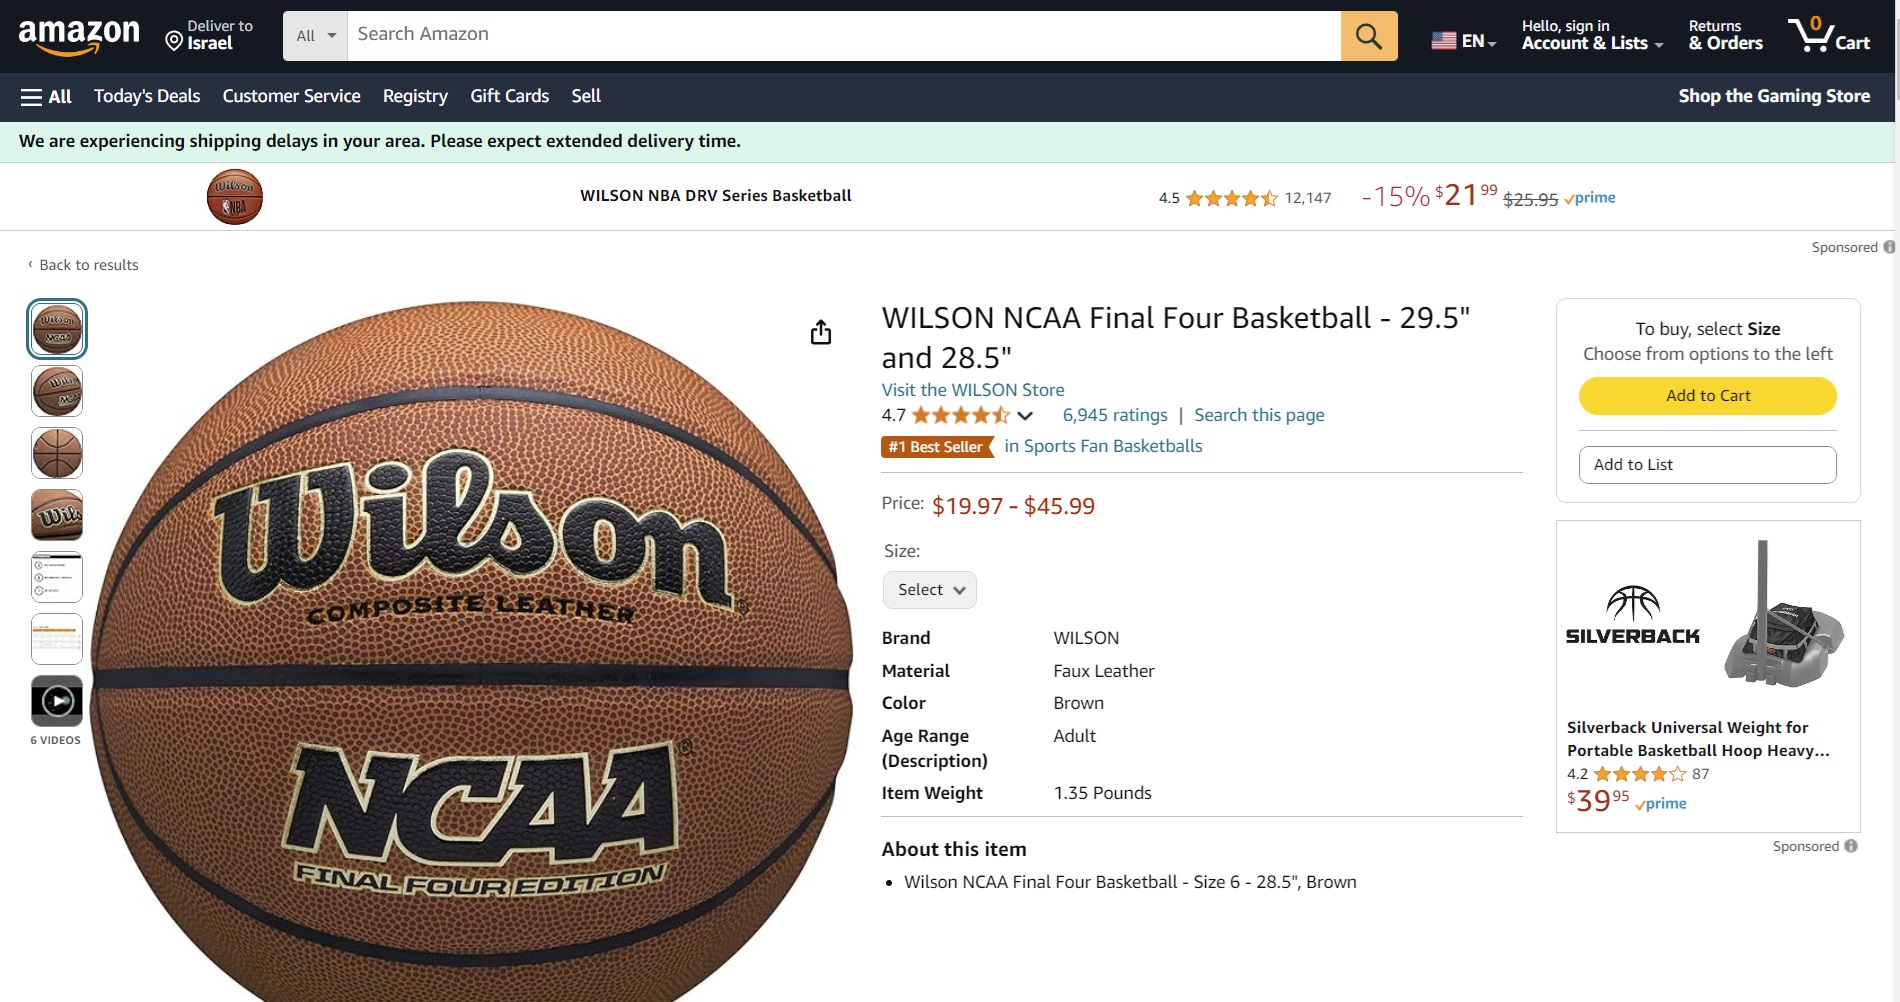 amazon
Deliver to
Israel
All
Search Amazon
EN
Hello, sign in
Account & Lists
Returns
& Orders
0
Cart
All
Today's Deals
Customer Service
Registry
Gift Cards
Sell
Shop the Gaming Store
We are experiencing shipping delays in your area. Please expect extended delivery time.
Wilson
NBA
WILSON NBA DRV Series Basketball
4.5
12,147
-15% $21 99 $25.95 prime
Sponsored
‹ Back to results
6 VIDEOS
Wilson®
COMPOSITE LEATHER
NCAA®
FINAL FOUR EDITION
WILSON NCAA Final Four Basketball - 29.5"
and 28.5"
Visit the WILSON Store
4.7
6,945 ratings | Search this page
#1 Best Seller in Sports Fan Basketballs
Price: $19.97 - $45.99
Size:
Select
Brand WILSON
Material Faux Leather
Color Brown
Age Range Adult
(Description)
Item Weight 1.35 Pounds
About this item
• Wilson NCAA Final Four Basketball - Size 6 - 28.5", Brown
To buy, select Size
Choose from options to the left
Add to Cart
Add to List
SILVERBACK
Silverback Universal Weight for
Portable Basketball Hoop Heavy...
4.2
87
$39 95 prime
Sponsored